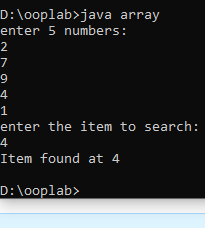 D:\ooplab>java array
enter 5 numbers:
2
7
9
4
1
enter the item to search:
4
Item found at 4
D:\ooplab>